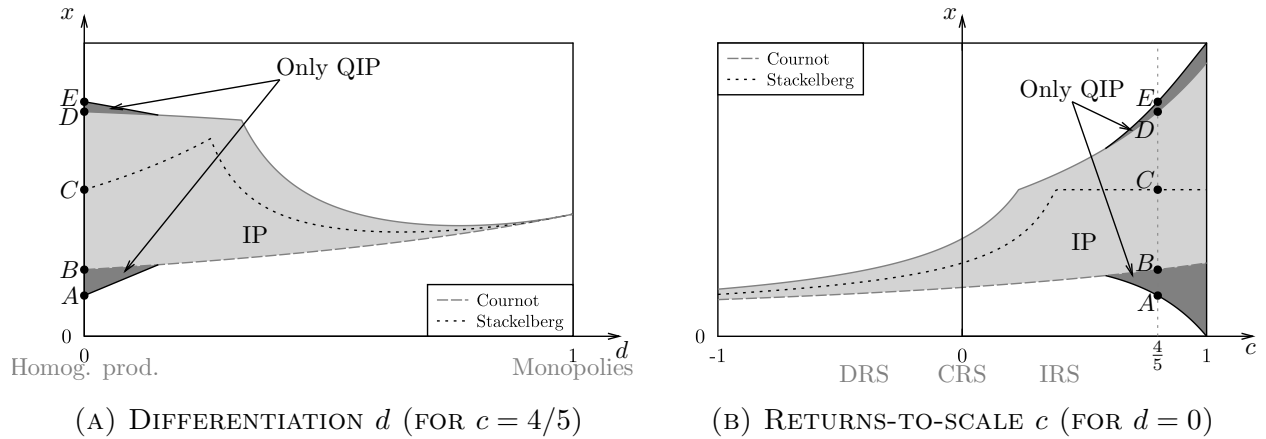 x
Only QIP
E
D
C
IP
B
A
Cournot
Stackelberg
0
0
1
d
Homog. prod.
Monopolies
(A) Differentiation d (for c = 4/5)
x
Cournot
Stackelberg
Only QIP
E
D
C
IP
B
A
0
-1
0
4/5
1
c
DRS
CRS
IRS
(B) Returns-to-scale c (for d = 0)